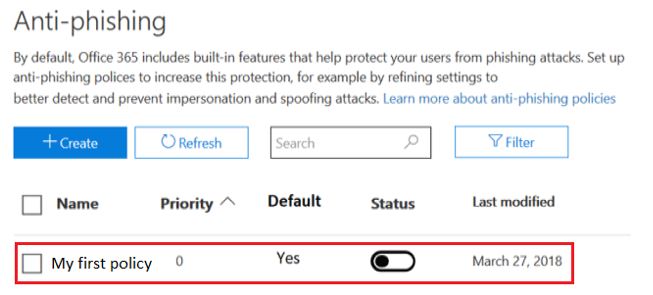 Anti-phishing
By default, Office 365 includes built-in features that help protect your users from phishing attacks. Set up
anti-phishing polices to increase this protection, for example by refining settings to
better detect and prevent impersonation and spoofing attacks. Learn more about anti-phishing policies
+ Create Refresh Search Filter
Name Priority Default Status Last modified
My first policy 0 Yes March 27, 2018